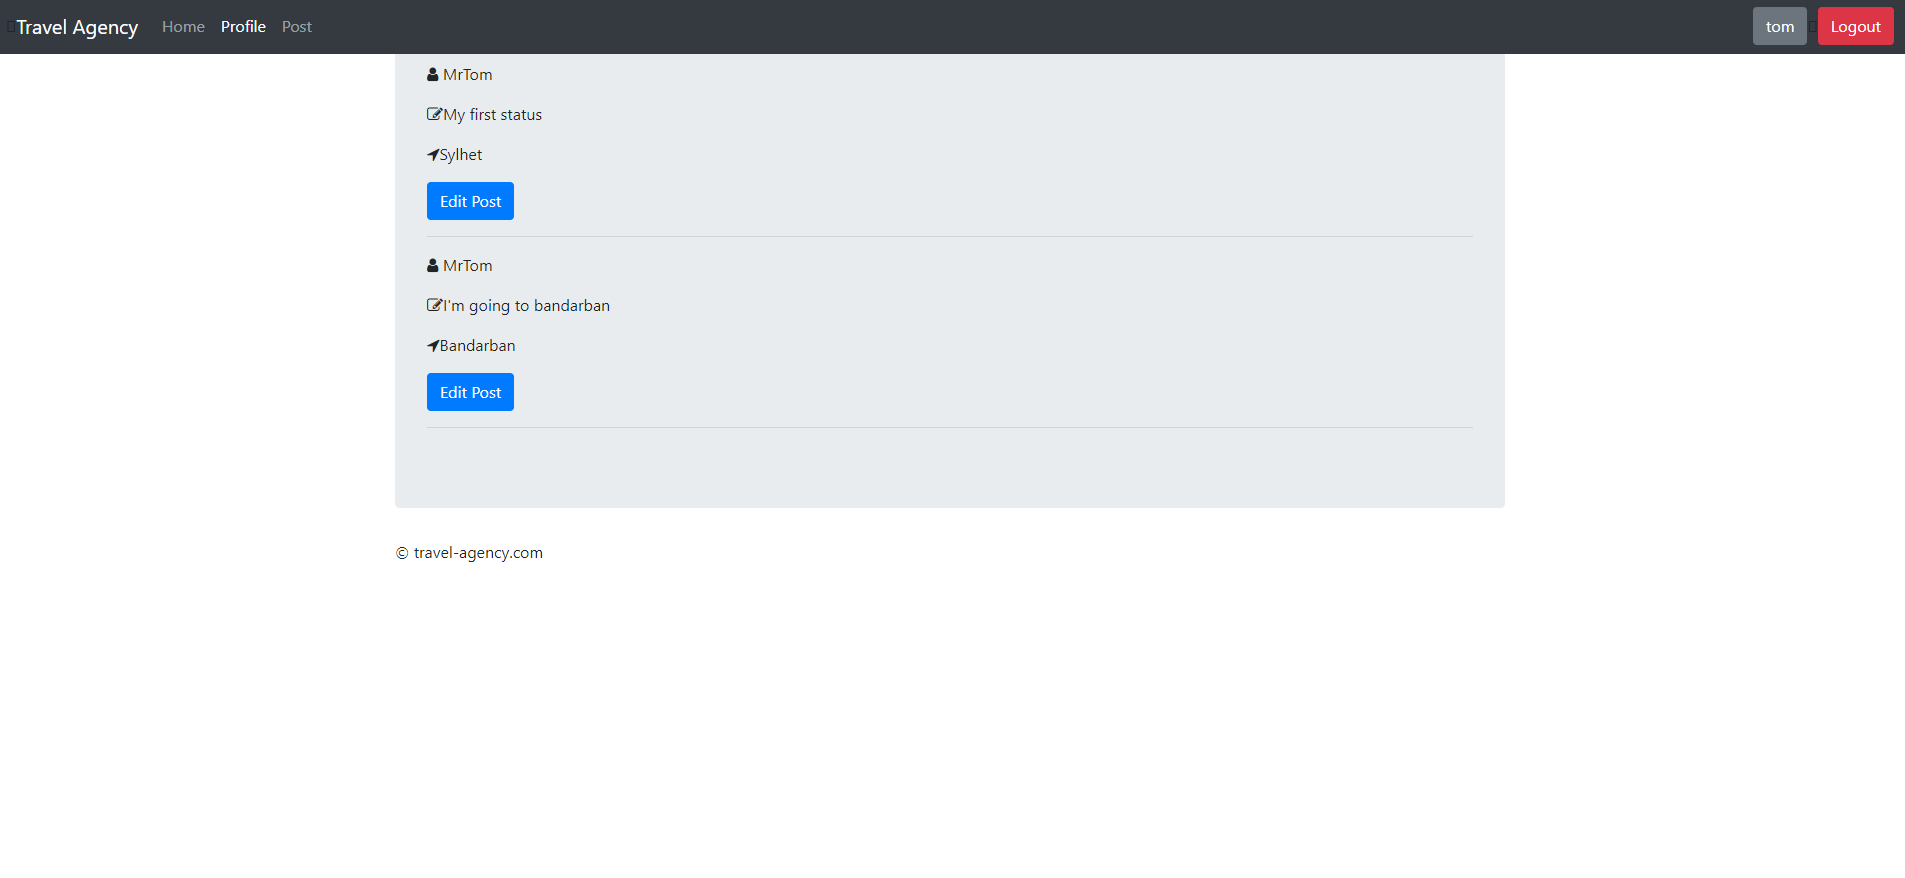 Travel Agency Home Profile Post tom Logout
MrTom
My first status
Sylhet
Edit Post
MrTom
I'm going to bandarban
Bandarban
Edit Post
© travel-agency.com